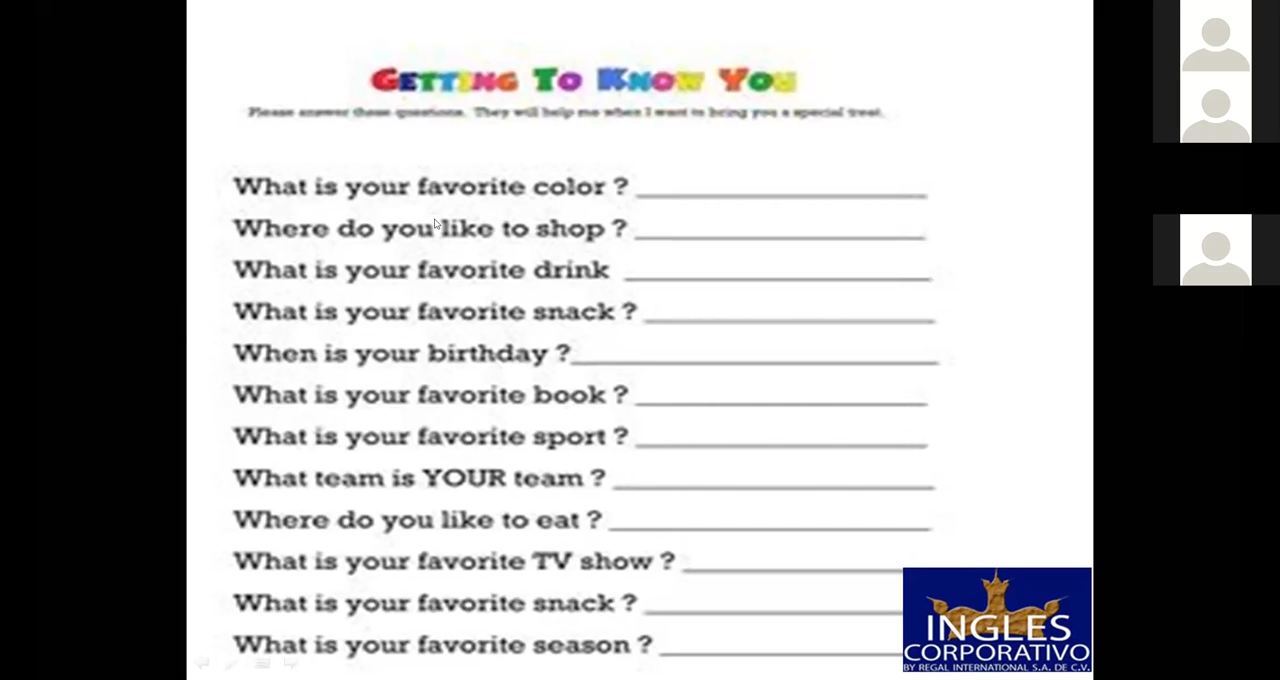 GETTING TO KNOW YOU
Please answer these questions. They will help me when I want to bring you a special treat.
What is your favorite color ?
Where do you like to shop ?
What is your favorite drink
What is your favorite snack ?
When is your birthday ?
What is your favorite book ?
What is your favorite sport ?
What team is YOUR team ?
Where do you like to eat ?
What is your favorite TV show ?
What is your favorite snack ?
What is your favorite season ?
INGLES
CORPORATIVO
BY REGAL INTERNATIONAL S.A. DE C.V.